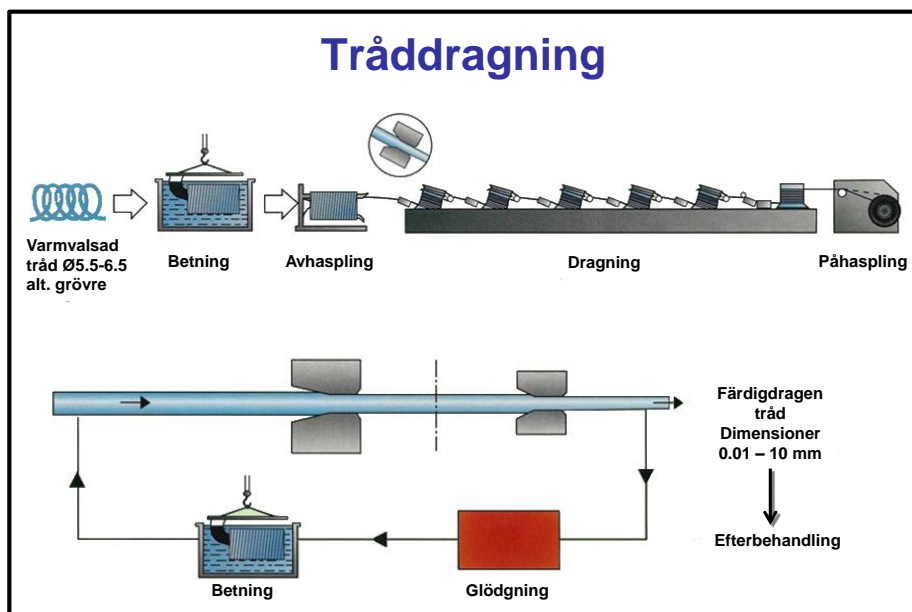 Tråddragning
Varmvalsad
tråd Ø5.5-6.5
alt. grövre
Betning
Avhaspling
Dragning
Påhaspling
Färdigdragen
tråd
Dimensioner
0.01 – 10 mm
Efterbehandling
Betning
Glödgning